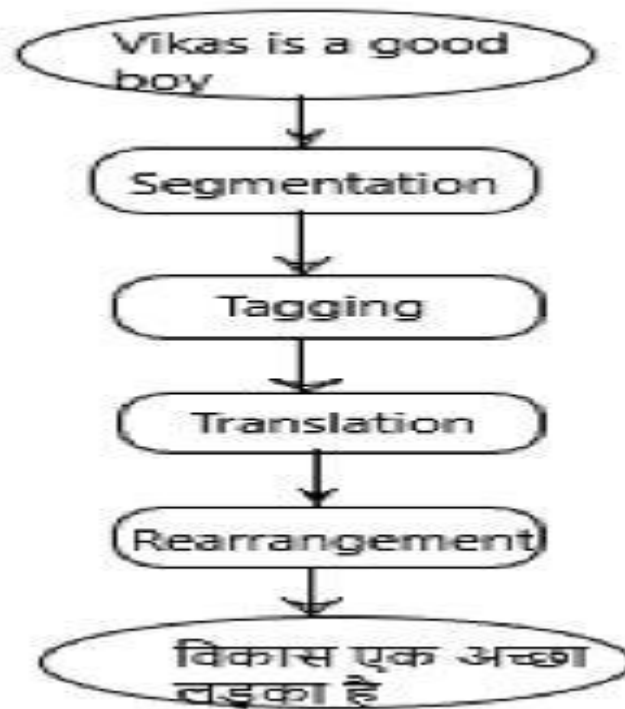 Vikas is a good
boy
Segmentation
Tagging
Translation
Rearrangement
विकास एक अच्छा
लड़का है